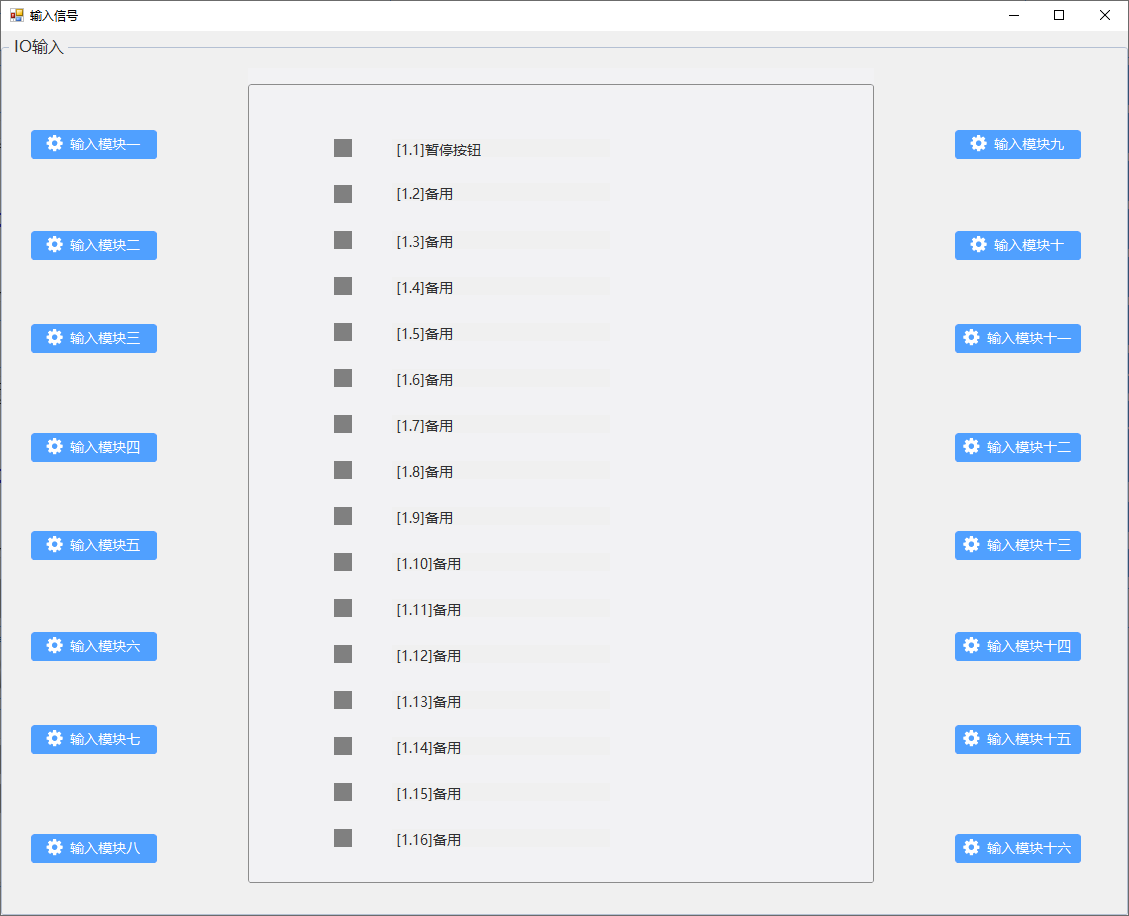 输入信号
IO输入
输入模块一
输入模块二
输入模块三
输入模块四
输入模块五
输入模块六
输入模块七
输入模块八
[1.1]暂停按钮
[1.2]备用
[1.3]备用
[1.4]备用
[1.5]备用
[1.6]备用
[1.7]备用
[1.8]备用
[1.9]备用
[1.10]备用
[1.11]备用
[1.12]备用
[1.13]备用
[1.14]备用
[1.15]备用
[1.16]备用
输入模块九
输入模块十
输入模块十一
输入模块十二
输入模块十三
输入模块十四
输入模块十五
输入模块十六